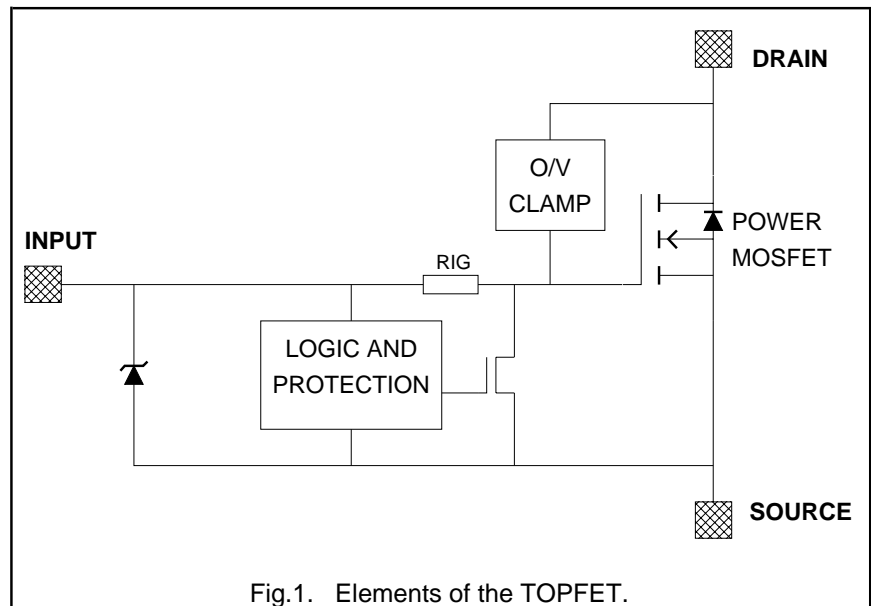 DRAIN
O/V
CLAMP
POWER
MOSFET
INPUT
RIG
LOGIC AND
PROTECTION
SOURCE
Fig.1. Elements of the TOPFET.